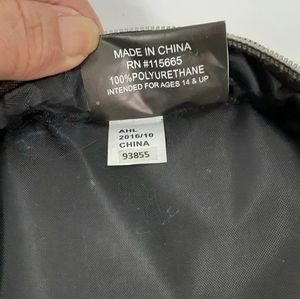 MADE IN CHINA
RN #115665
100%POLYURETHANE
INTENDED FOR AGES 14 & UP
AHL
2016/10
CHINA
93855